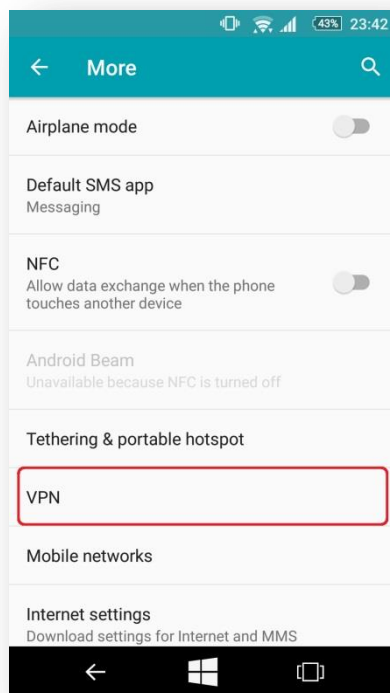 43% 23:42
More
Airplane mode
Default SMS app
Messaging
NFC
Allow data exchange when the phone
touches another device
Android Beam
Unavailable because NFC is turned off
Tethering & portable hotspot
VPN
Mobile networks
Internet settings
Download settings for Internet and MMS